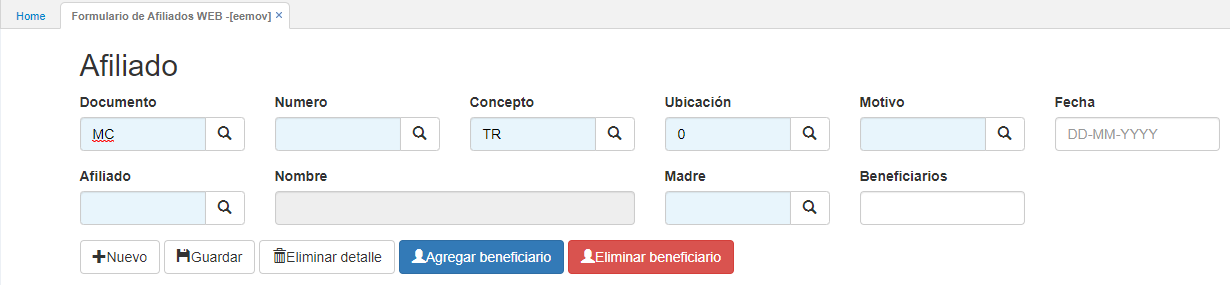 Home Formulario de Afiliados WEB -[eemov] ×
Afiliado
Documento Numero Concepto Ubicación Motivo Fecha
MC TR 0 DD-MM-YYYY
Afiliado Nombre Madre Beneficiarios
Nuevo Guardar Eliminar detalle Agregar beneficiario Eliminar beneficiario